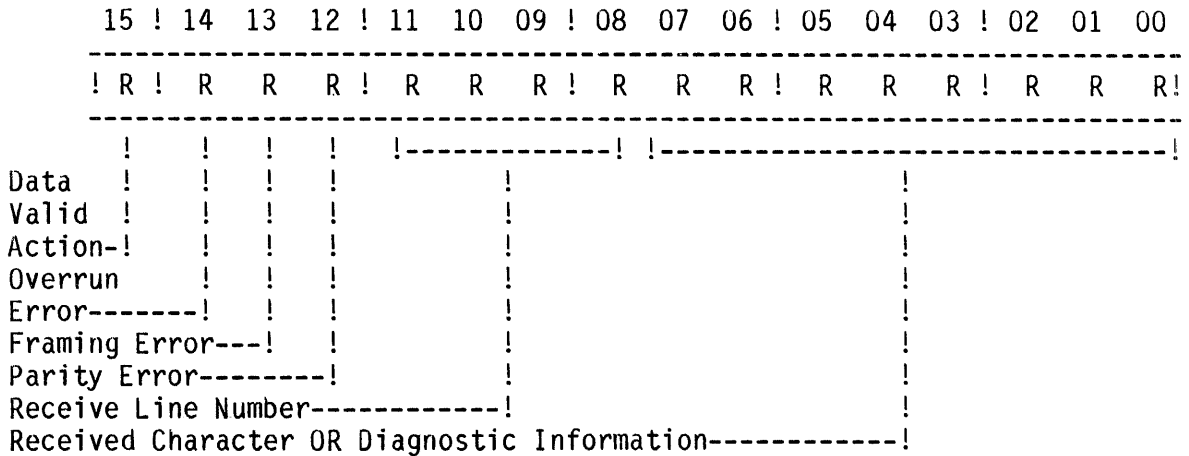 15 ! 14 13 12 ! 11 10 09 ! 08 07 06 ! 05 04 03 ! 02 01 00
-------------------------------------------------------------------
! R ! R R R ! R R R ! R R R ! R R R ! R R R!
-------------------------------------------------------------------
! ! ! ! !-------------! !--------------------------------!
Data ! ! ! ! ! !
Valid ! ! ! ! ! !
Action-! ! ! ! ! !
Overrun ! ! ! ! !
Error-------! ! ! ! !
Framing Error---! ! ! !
Parity Error--------! ! !
Receive Line Number------------! !
Received Character OR Diagnostic Information------------!